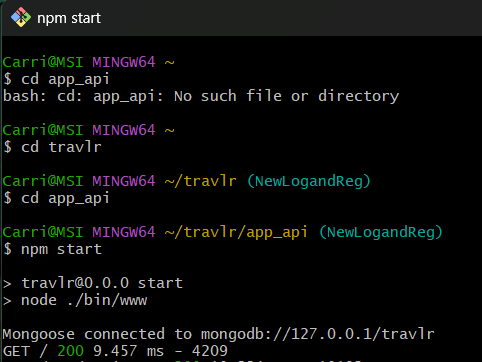 npm start
Carri@MSI MINGW64 ~
$ cd app_api
bash: cd: app_api: No such file or directory
Carri@MSI MINGW64 ~
$ cd travlr
Carri@MSI MINGW64 ~/travlr (NewLogandReg)
$ cd app_api
Carri@MSI MINGW64 ~/travlr/app_api (NewLogandReg)
$ npm start
> travlr@0.0.0 start
> node ./bin/www
Mongoose connected to mongodb://127.0.0.1/travlr
GET / 200 9.457 ms - 4209